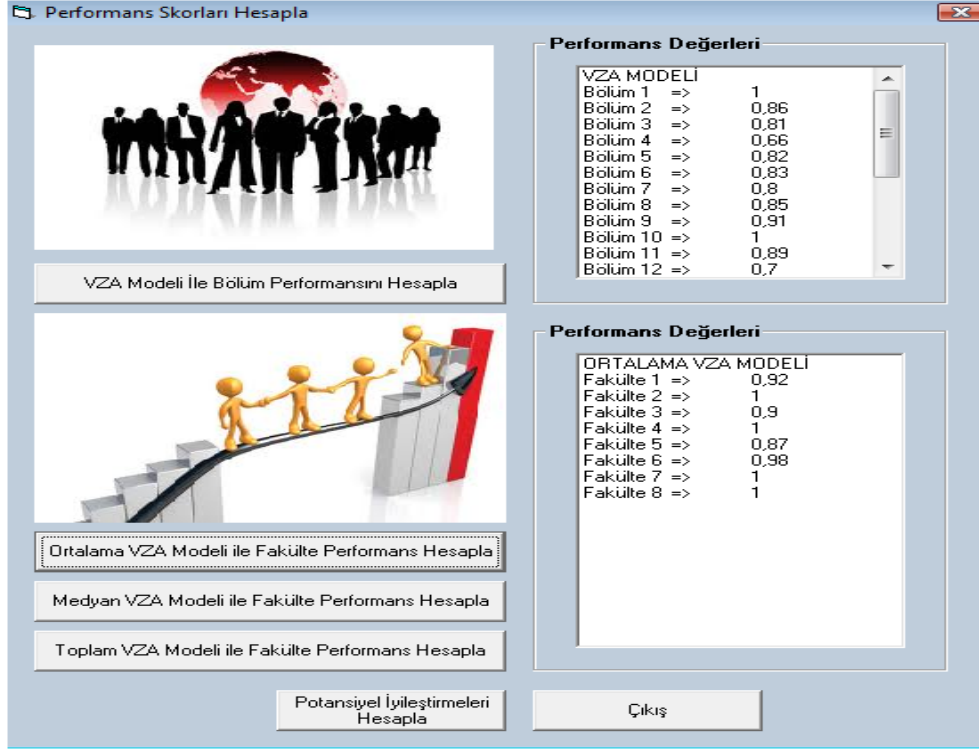 Performans Skorları Hesapla
Performans Değerleri
VZA MODELİ
Bölüm 1 => 1
Bölüm 2 => 0,86
Bölüm 3 => 0,81
Bölüm 4 => 0,66
Bölüm 5 => 0,82
Bölüm 6 => 0,83
Bölüm 7 => 0,8
Bölüm 8 => 0,85
Bölüm 9 => 0,91
Bölüm 10 => 1
Bölüm 11 => 0,89
Bölüm 12 => 0,7
VZA Modeli İle Bölüm Performansını Hesapla
Performans Değerleri
ORTALAMA VZA MODELİ
Fakülte 1 => 0,92
Fakülte 2 => 1
Fakülte 3 => 0,9
Fakülte 4 => 1
Fakülte 5 => 0,87
Fakülte 6 => 0,98
Fakülte 7 => 1
Fakülte 8 => 1
Ortalama VZA Modeli ile Fakülte Performans Hesapla
Medyan VZA Modeli ile Fakülte Performans Hesapla
Toplam VZA Modeli ile Fakülte Performans Hesapla
Potansiyel İyileştirmeleri
Hesapla
Çıkış